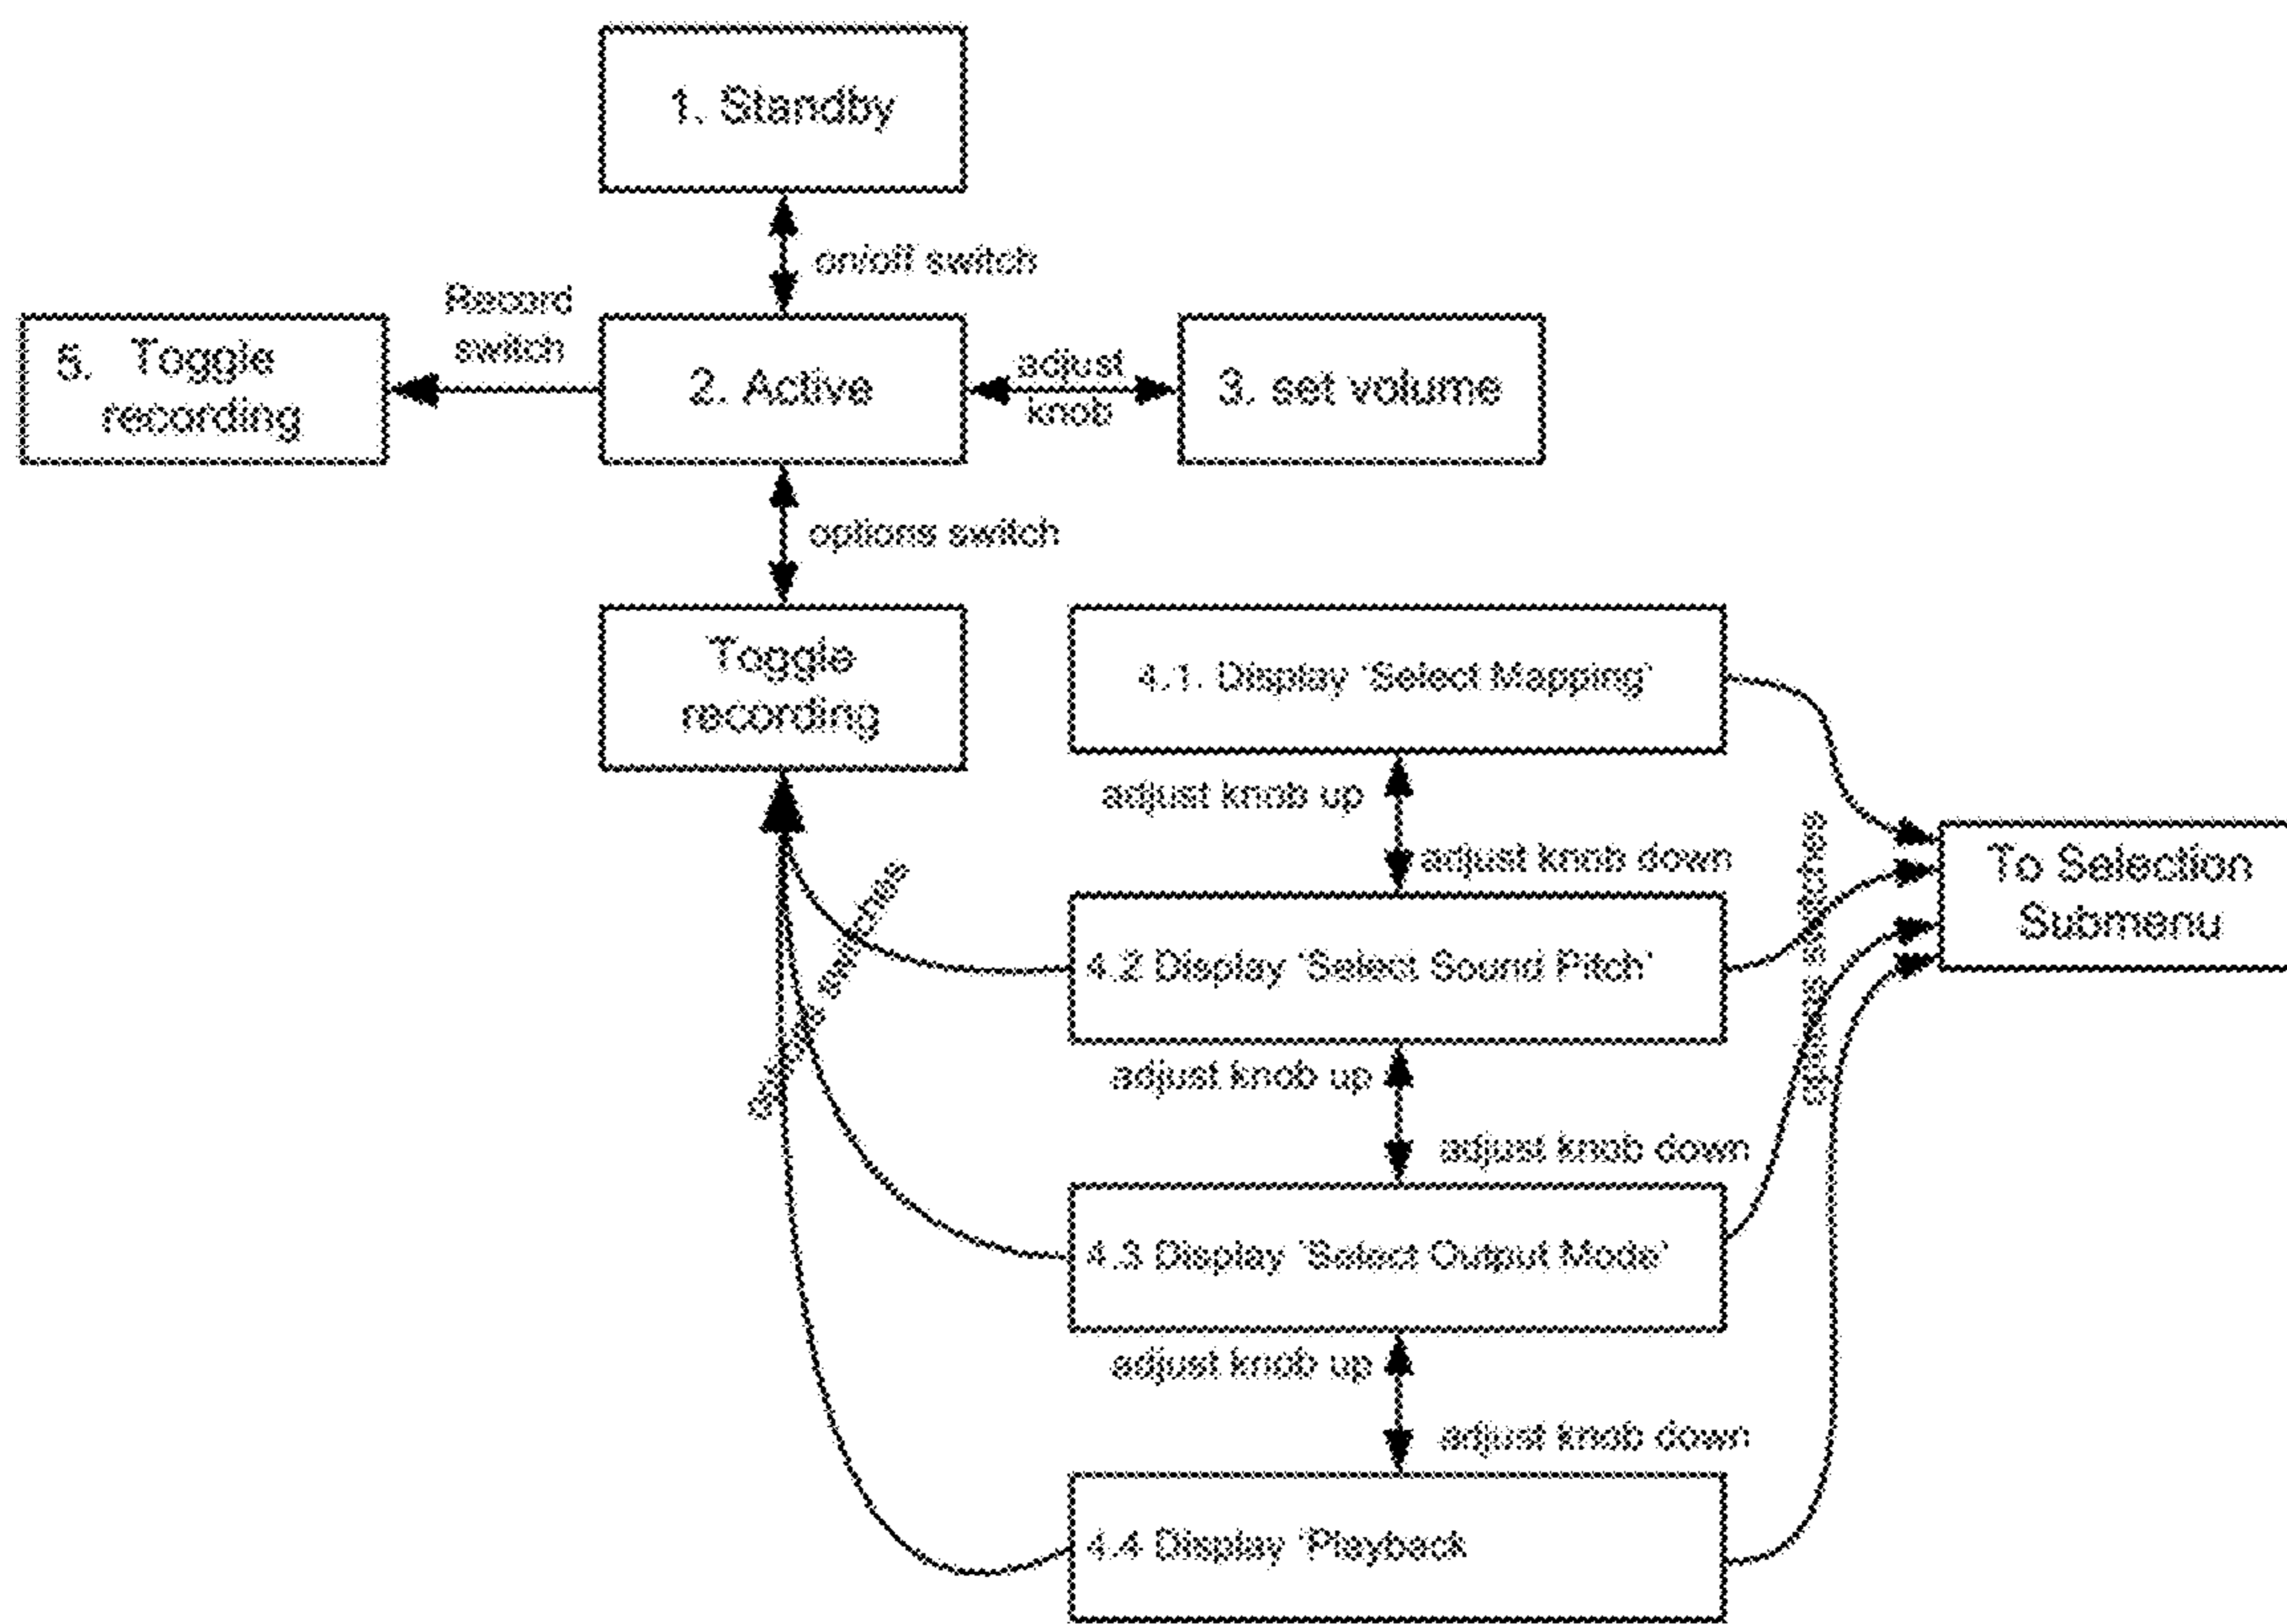 1. Standby
on/off switch
Record
switch
5. Toggle
recording
2. Active
adjust
knob
3. set volume
options switch
Toggle
recording
4.1. Display 'Select Mapping'
adjust knob up
adjust knob down
To Selection
Submenu
4.2 Display 'Select Sound Pitch'
adjust knob up
adjust knob down
4.3 Display 'Select Output Mode'
adjust knob up
adjust knob down
4.4 Display 'Playback